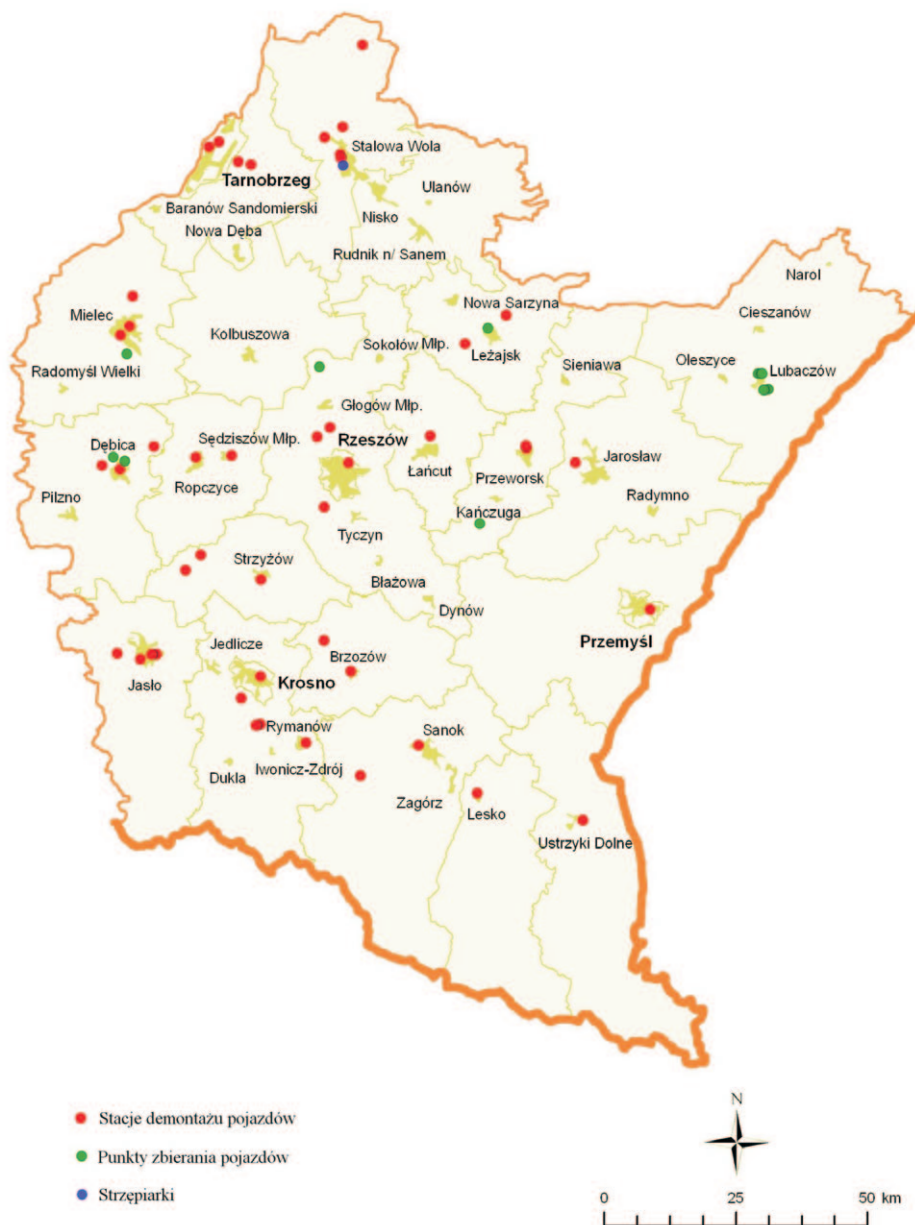 Stalowa Wola
Tarnobrzeg
Ulanów
Baranów Sandomierski
Nisko
Nowa Dęba
Rudnik n/ Sanem
Narol
Nowa Sarzyna
Mielec
Cieszanów
Kolbuszowa
Sokołów Młp.
Leżajsk
Oleszyce
Lubaczów
Radomyśl Wielki
Sieniawa
Głogów Młp.
Dębica
Sędziszów Młp.
Rzeszów
Łańcut
Przeworsk
Jarosław
Ropczyce
Pilzno
Radymno
Kańczuga
Tyczyn
Strzyżów
Błażowa
Dynów
Przemyśl
Jedlicze
Brzozów
Jasło
Krosno
Rymanów
Sanok
Iwonicz-Zdrój
Dukla
Zagórz
Lesko
Ustrzyki Dolne
Stacje demontażu pojazdów
Punkty zbierania pojazdów
Strzępiarki
N
0 25 50 km